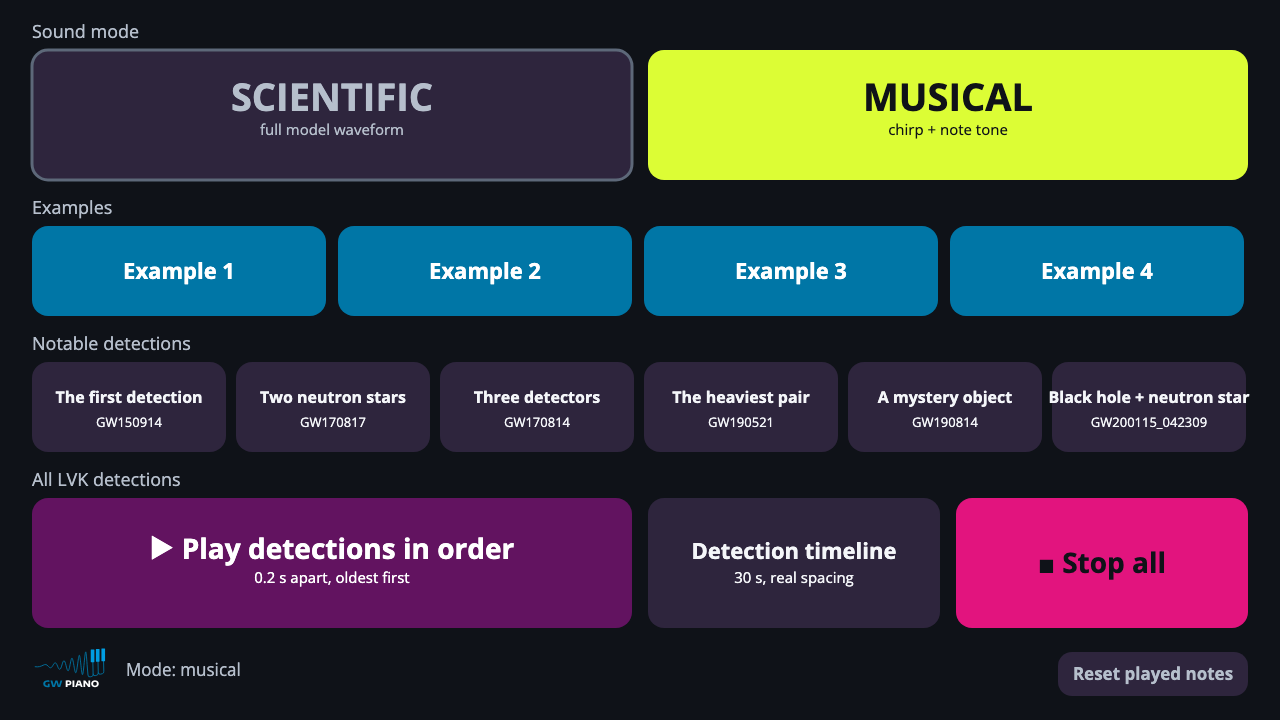 Sound mode
SCIENTIFIC
full model waveform
MUSICAL
chirp + note tone
Examples
Example 1
Example 2
Example 3
Example 4
Notable detections
The first detection
GW150914
Two neutron stars
GW170817
Three detectors
GW170814
The heaviest pair
GW190521
A mystery object
GW190814
Black hole + neutron star
GW200115_042309
All LVK detections
▶ Play detections in order
0.2 s apart, oldest first
Detection timeline
30 s, real spacing
■ Stop all
GW PIANO
Mode: musical
Reset played notes